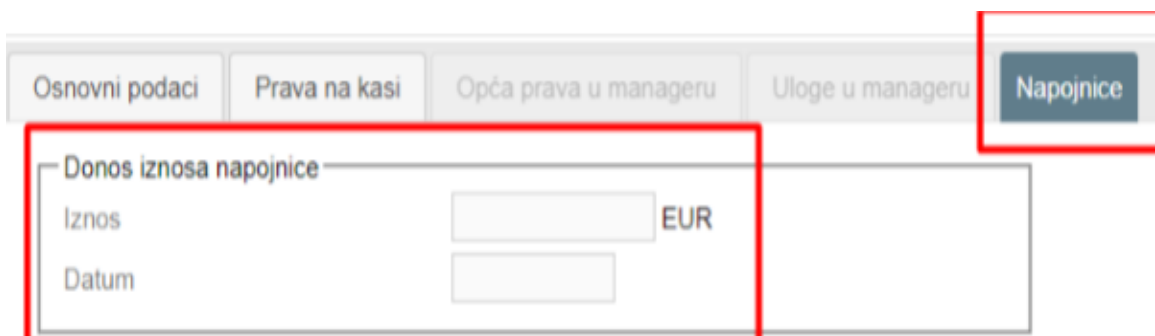 Osnovni podaci Prava na kasi Opća prava u manageru Uloge u manageru Napojnice
Donos iznosa napojnice
Iznos EUR
Datum